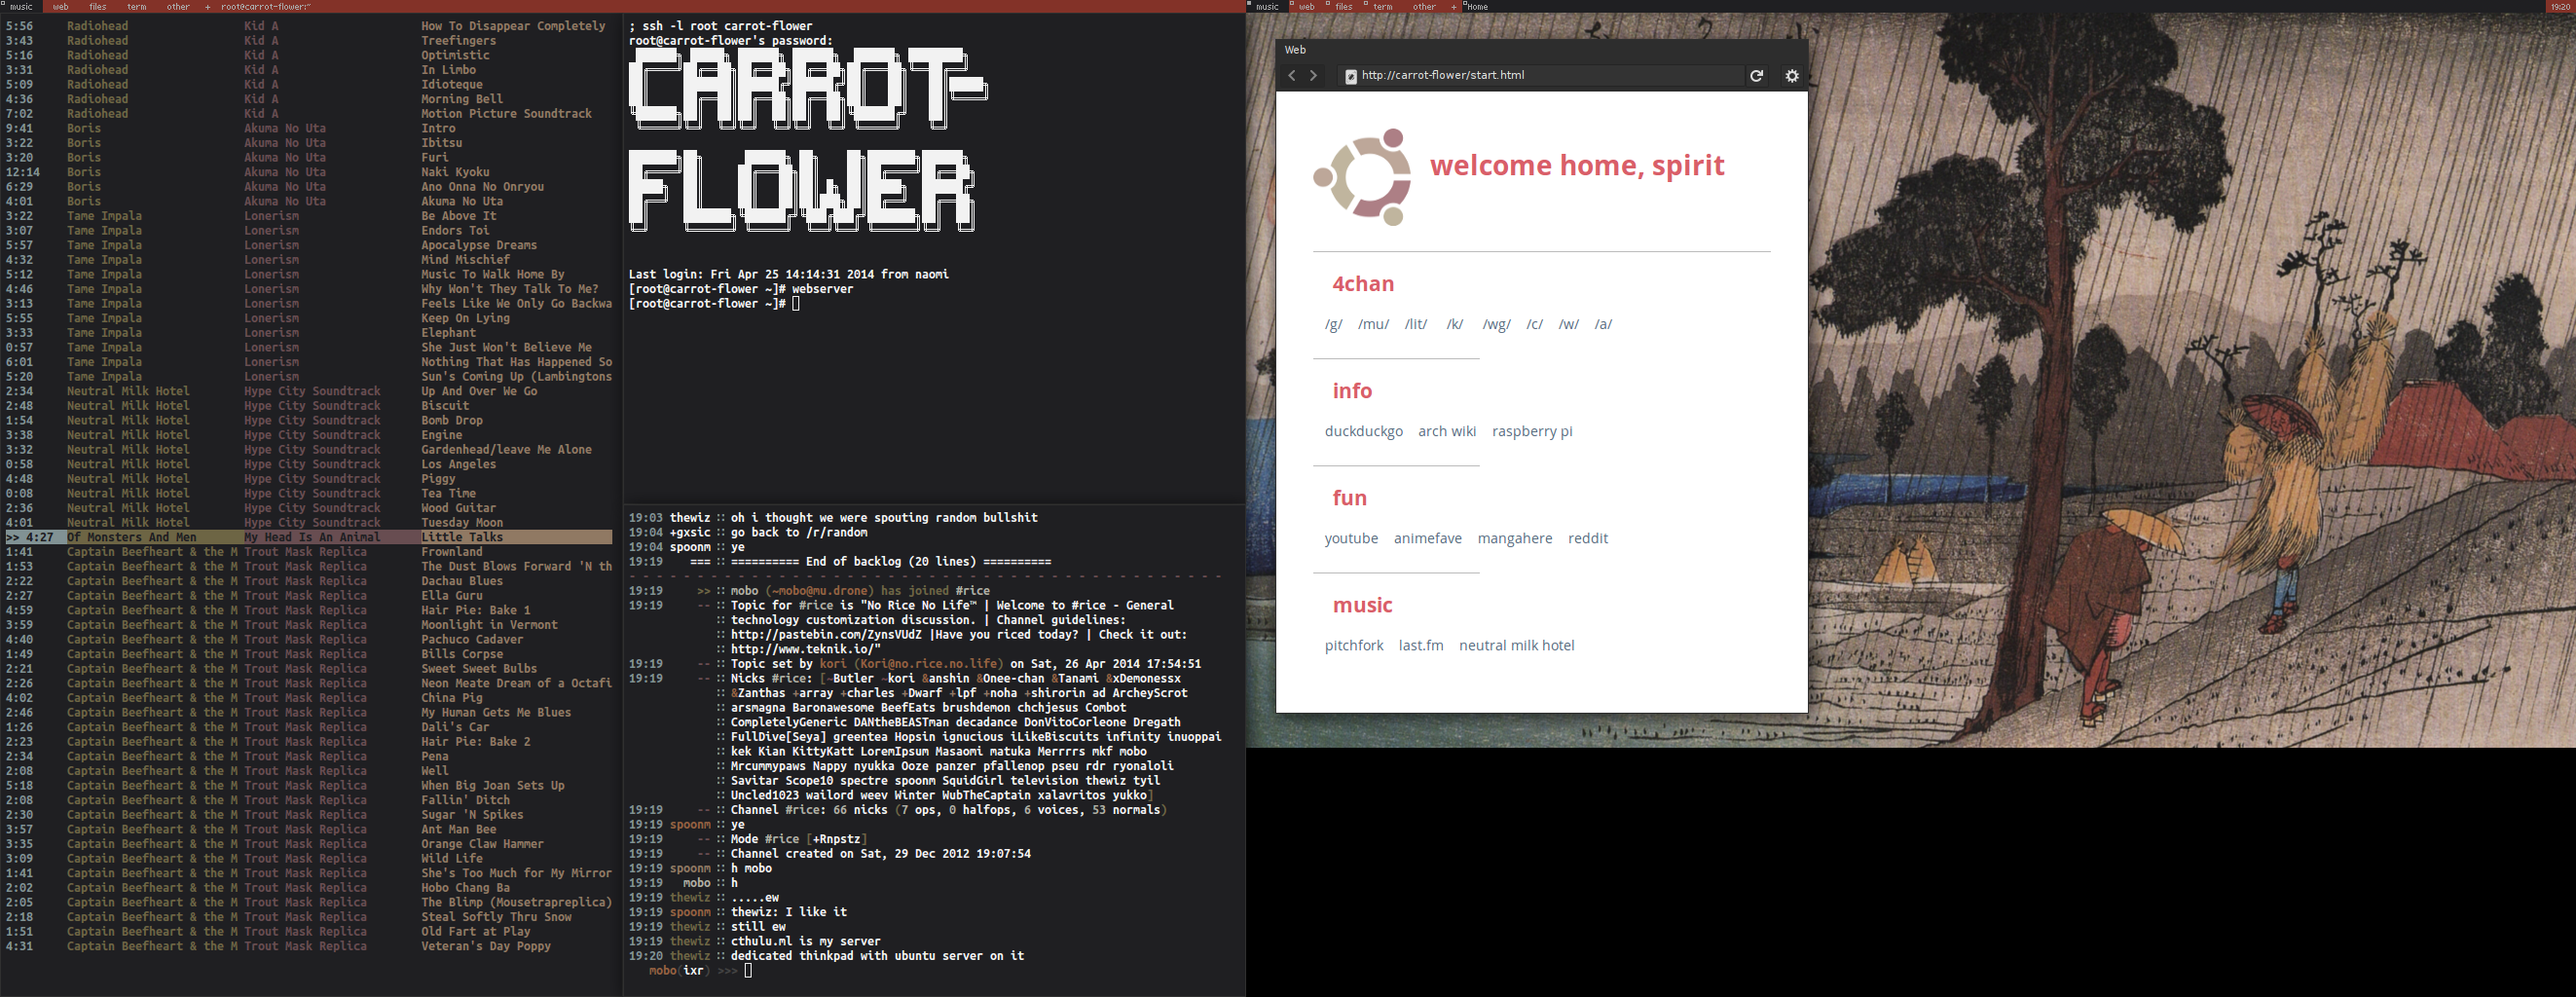 music web files term other + root@carrot-flower:~
5:56 Radiohead Kid A How To Disappear Completely
3:43 Radiohead Kid A Treefingers
5:16 Radiohead Kid A Optimistic
3:31 Radiohead Kid A In Limbo
5:09 Radiohead Kid A Idioteque
4:36 Radiohead Kid A Morning Bell
7:02 Radiohead Kid A Motion Picture Soundtrack
9:41 Boris Akuma No Uta Intro
3:22 Boris Akuma No Uta Ibitsu
3:20 Boris Akuma No Uta Furi
12:14 Boris Akuma No Uta Naki Kyoku
6:29 Boris Akuma No Uta Ano Onna No Onryou
4:01 Boris Akuma No Uta Akuma No Uta
3:22 Tame Impala Lonerism Be Above It
3:07 Tame Impala Lonerism Endors Toi
5:57 Tame Impala Lonerism Apocalypse Dreams
4:32 Tame Impala Lonerism Mind Mischief
5:12 Tame Impala Lonerism Music To Walk Home By
4:46 Tame Impala Lonerism Why Won't They Talk To Me?
3:13 Tame Impala Lonerism Feels Like We Only Go Backwa
5:55 Tame Impala Lonerism Keep On Lying
3:33 Tame Impala Lonerism Elephant
0:57 Tame Impala Lonerism She Just Won't Believe Me
6:01 Tame Impala Lonerism Nothing That Has Happened So
5:20 Tame Impala Lonerism Sun's Coming Up (Lambingtons
2:34 Neutral Milk Hotel Hype City Soundtrack Up And Over We Go
2:48 Neutral Milk Hotel Hype City Soundtrack Biscuit
1:54 Neutral Milk Hotel Hype City Soundtrack Bomb Drop
3:38 Neutral Milk Hotel Hype City Soundtrack Engine
3:32 Neutral Milk Hotel Hype City Soundtrack Gardenhead/leave Me Alone
0:58 Neutral Milk Hotel Hype City Soundtrack Los Angeles
4:48 Neutral Milk Hotel Hype City Soundtrack Piggy
0:08 Neutral Milk Hotel Hype City Soundtrack Tea Time
2:36 Neutral Milk Hotel Hype City Soundtrack Wood Guitar
4:01 Neutral Milk Hotel Hype City Soundtrack Tuesday Moon
>> 4:27 Of Monsters And Men My Head Is An Animal Little Talks
1:41 Captain Beefheart & the M Trout Mask Replica Frownland
1:53 Captain Beefheart & the M Trout Mask Replica The Dust Blows Forward 'N th
2:22 Captain Beefheart & the M Trout Mask Replica Dachau Blues
2:27 Captain Beefheart & the M Trout Mask Replica Ella Guru
4:59 Captain Beefheart & the M Trout Mask Replica Hair Pie: Bake 1
3:59 Captain Beefheart & the M Trout Mask Replica Moonlight in Vermont
4:40 Captain Beefheart & the M Trout Mask Replica Pachuco Cadaver
1:49 Captain Beefheart & the M Trout Mask Replica Bills Corpse
2:21 Captain Beefheart & the M Trout Mask Replica Sweet Sweet Bulbs
2:26 Captain Beefheart & the M Trout Mask Replica Neon Meate Dream of a Octafi
4:02 Captain Beefheart & the M Trout Mask Replica China Pig
2:46 Captain Beefheart & the M Trout Mask Replica My Human Gets Me Blues
1:26 Captain Beefheart & the M Trout Mask Replica Dali's Car
2:23 Captain Beefheart & the M Trout Mask Replica Hair Pie: Bake 2
2:34 Captain Beefheart & the M Trout Mask Replica Pena
2:08 Captain Beefheart & the M Trout Mask Replica Well
5:18 Captain Beefheart & the M Trout Mask Replica When Big Joan Sets Up
2:08 Captain Beefheart & the M Trout Mask Replica Fallin' Ditch
2:30 Captain Beefheart & the M Trout Mask Replica Sugar 'N Spikes
3:57 Captain Beefheart & the M Trout Mask Replica Ant Man Bee
3:35 Captain Beefheart & the M Trout Mask Replica Orange Claw Hammer
3:09 Captain Beefheart & the M Trout Mask Replica Wild Life
1:41 Captain Beefheart & the M Trout Mask Replica She's Too Much for My Mirror
2:02 Captain Beefheart & the M Trout Mask Replica Hobo Chang Ba
2:05 Captain Beefheart & the M Trout Mask Replica The Blimp (Mousetrapreplica)
2:18 Captain Beefheart & the M Trout Mask Replica Steal Softly Thru Snow
1:51 Captain Beefheart & the M Trout Mask Replica Old Fart at Play
4:31 Captain Beefheart & the M Trout Mask Replica Veteran's Day Poppy
; ssh -l root carrot-flower
root@carrot-flower's password:
CARROT-
FLOWER
Last login: Fri Apr 25 14:14:31 2014 from naomi
[root@carrot-flower ~]# webserver
[root@carrot-flower ~]#
19:03 thewiz :: oh i thought we were spouting random bullshit
19:04 +gxsic :: go back to /r/random
19:04 spoonm :: ye
19:19 === :: ========== End of backlog (20 lines) ==========
19:19 >> :: mobo (~mobo@mu.drone) has joined #rice
19:19 -- :: Topic for #rice is "No Rice No Life™ | Welcome to #rice - General
:: technology customization discussion. | Channel guidelines:
:: http://pastebin.com/ZynsVUdZ |Have you riced today? | Check it out:
:: http://www.teknik.io/"
19:19 -- :: Topic set by kori (Kori@no.rice.no.life) on Sat, 26 Apr 2014 17:54:51
19:19 -- :: Nicks #rice: [~Butler ~kori &anshin &Onee-chan &Tanami &xDemonessx
:: &Zanthas +array +charles +Dwarf +lpf +noha +shirorin ad ArcheyScrot
:: arsmagna Baronawesome BeefEats brushdemon chchjesus Combot
:: CompletelyGeneric DANtheBEASTman decadance DonVitoCorleone Dregath
:: FullDive[Seya] greentea Hopsin ignucious iLikeBiscuits infinity inuoppai
:: kek Kian KittyKatt LoremIpsum Masaomi matuka Merrrrs mkf mobo
:: Mrcummypaws Nappy nyukka Ooze panzer pfallenop pseu rdr ryonaloli
:: Savitar Scope10 spectre spoonm SquidGirl television thewiz tyil
:: Uncled1023 wailord weev Winter WubTheCaptain xalavritos yukko]
19:19 -- :: Channel #rice: 66 nicks (7 ops, 0 halfops, 6 voices, 53 normals)
19:19 spoonm :: ye
19:19 -- :: Mode #rice [+Rnpstz]
19:19 -- :: Channel created on Sat, 29 Dec 2012 19:07:54
19:19 spoonm :: h mobo
19:19 mobo :: h
19:19 thewiz :: .....ew
19:19 spoonm :: thewiz: I like it
19:19 thewiz :: still ew
19:19 thewiz :: cthulu.ml is my server
19:20 thewiz :: dedicated thinkpad with ubuntu server on it
mobo(ixr) >>>
music web files term other + Home 19:20
Web
http://carrot-flower/start.html
welcome home, spirit
4chan
/g/ /mu/ /lit/ /k/ /wg/ /c/ /w/ /a/
info
duckduckgo arch wiki raspberry pi
fun
youtube animefave mangahere reddit
music
pitchfork last.fm neutral milk hotel